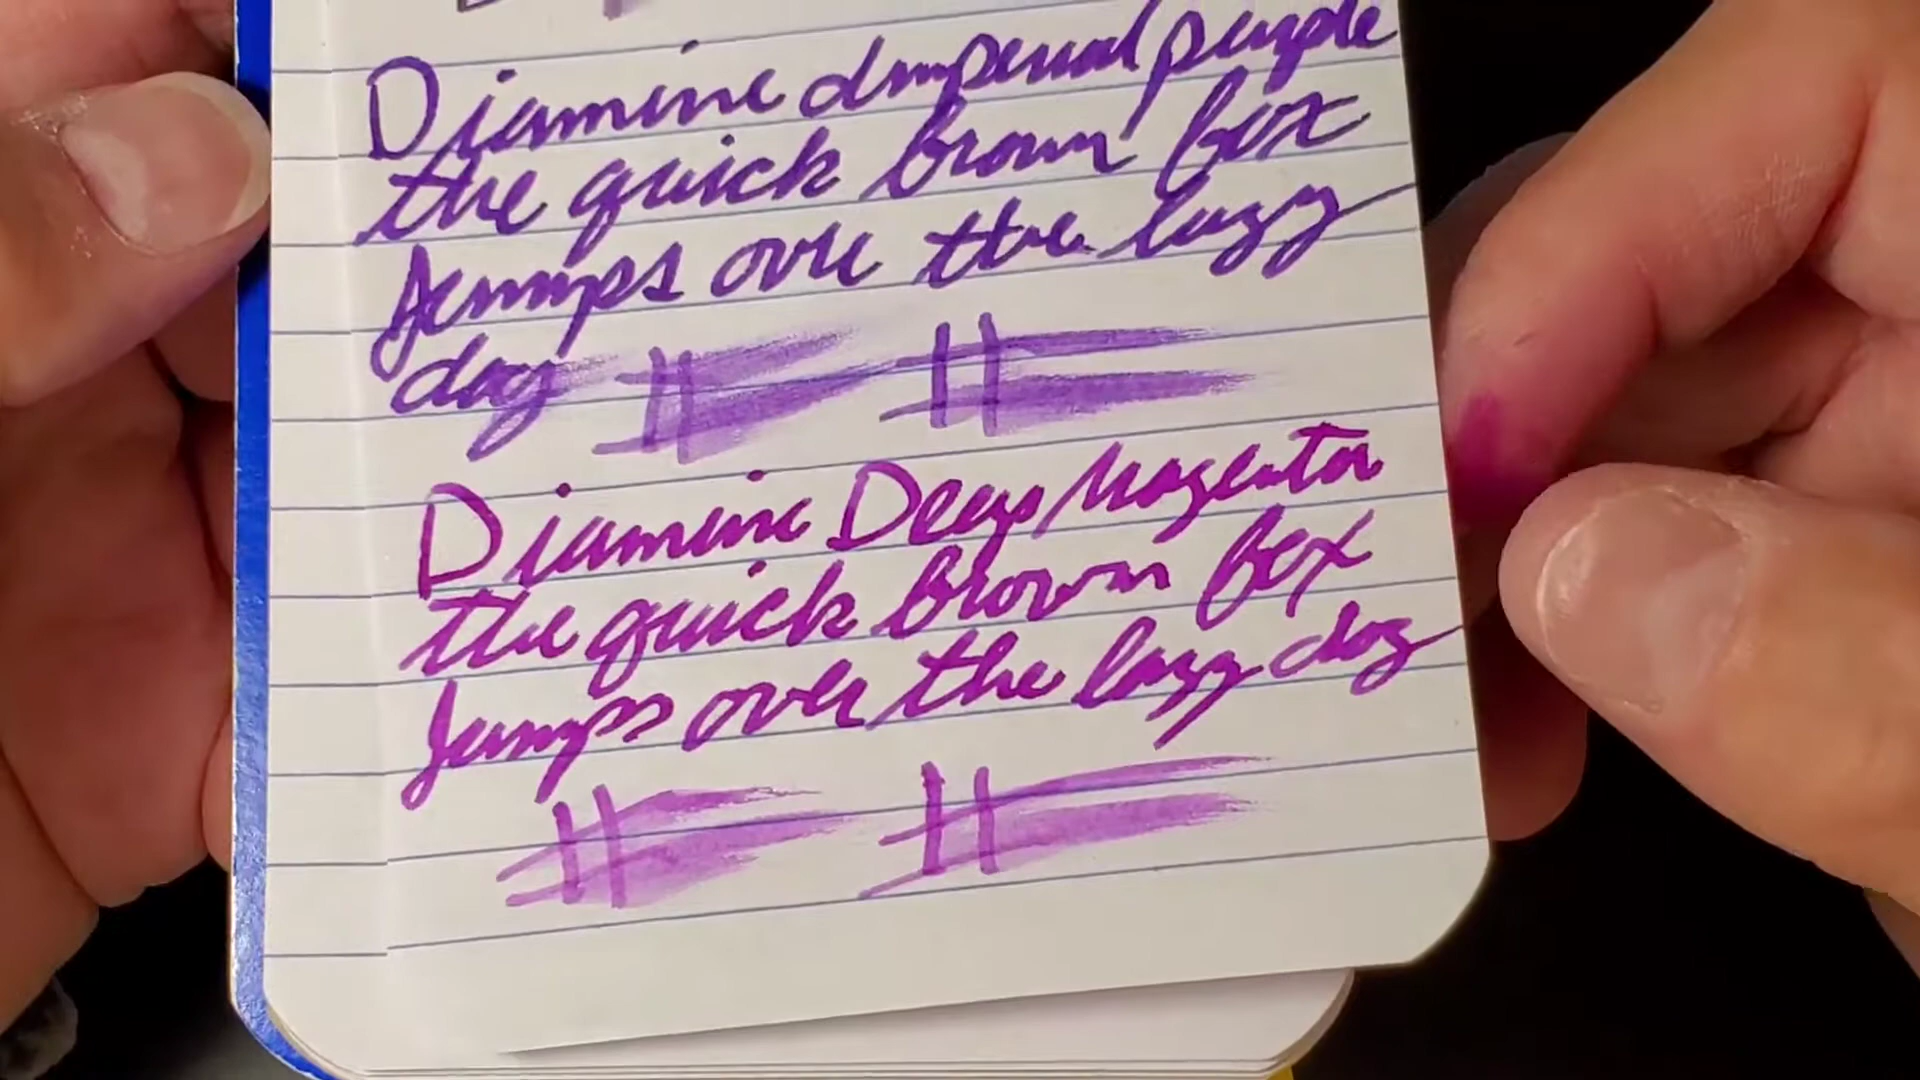 Diamine Imperial purple
the quick brown fox
Jumps over the lazy
dog
Diamine Deep Magenta
the quick brown fox
Jumps over the lazy dog